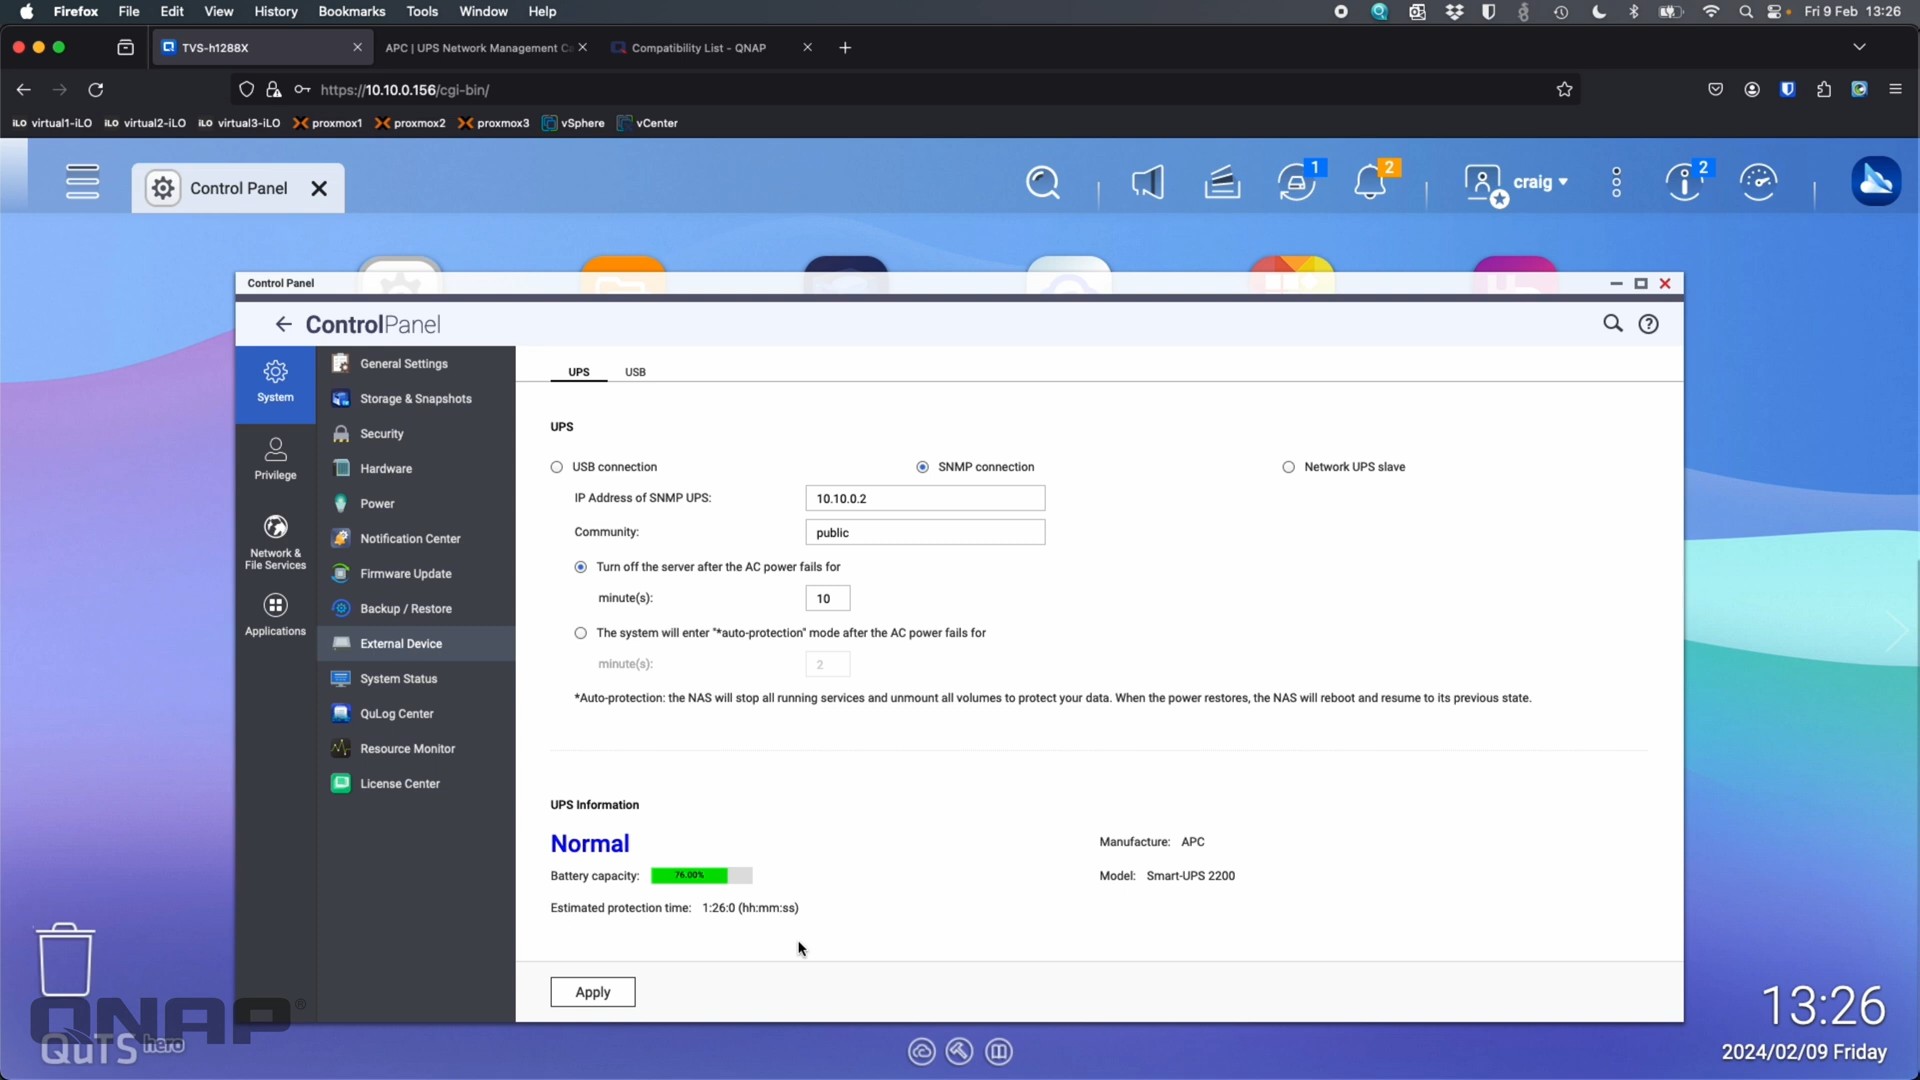 Firefox File Edit View History Bookmarks Tools Window Help
Fri 9 Feb 13:26
TVS-h1288X
APC | UPS Network Management Ca
Compatibility List - QNAP
https://10.10.0.156/cgi-bin/
iLO virtual1-iLO iLO virtual2-iLO iLO virtual3-iLO proxmox1 proxmox2 proxmox3 vSphere vCenter
Control Panel
1
2
craig
2
Control Panel
ControlPanel
System
Privilege
Network &
File Services
Applications
General Settings
Storage & Snapshots
Security
Hardware
Power
Notification Center
Firmware Update
Backup / Restore
External Device
System Status
QuLog Center
Resource Monitor
License Center
UPS USB
UPS
USB connection SNMP connection Network UPS slave
IP Address of SNMP UPS: 10.10.0.2
Community: public
Turn off the server after the AC power fails for
minute(s): 10
The system will enter "*auto-protection" mode after the AC power fails for
minute(s): 2
*Auto-protection: the NAS will stop all running services and unmount all volumes to protect your data. When the power restores, the NAS will reboot and resume to its previous state.
UPS Information
Normal
Manufacture: APC
Battery capacity: 76.00%
Model: Smart-UPS 2200
Estimated protection time: 1:26:0 (hh:mm:ss)
Apply
QNAP®
QuTS hero
13:26
2024/02/09 Friday